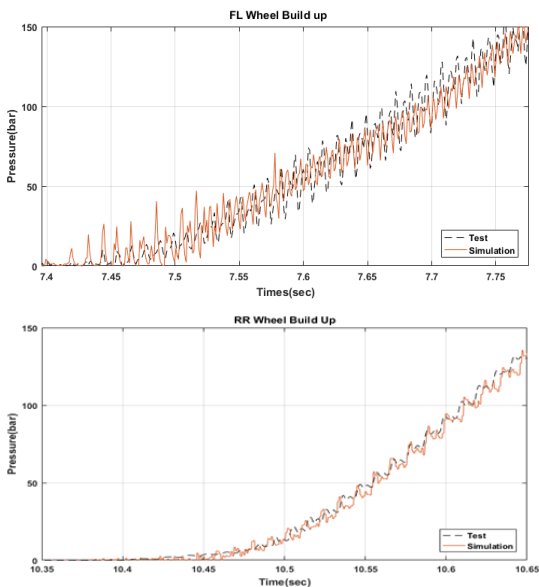 FL Wheel Build up
150
100
50
0
Pressure(bar)
7.4
7.45
7.5
7.55
7.6
7.65
7.7
7.75
Times(sec)
Test
Simulation
RR Wheel Build Up
150
100
50
0
Pressure(bar)
10.35
10.4
10.45
10.5
10.55
10.6
10.65
Time(sec)
Test
Simulation